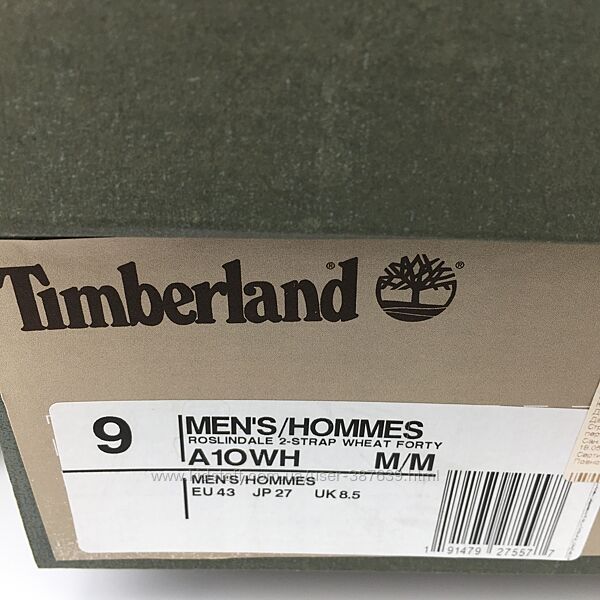 Timberland®
®
9
MEN'S/HOMMES
ROSLINDALE 2-STRAP WHEAT FORTY
A1OWH M/M
MEN'S/HOMMES
EU 43 JP 27 UK 8.5
1 91479 27557 7